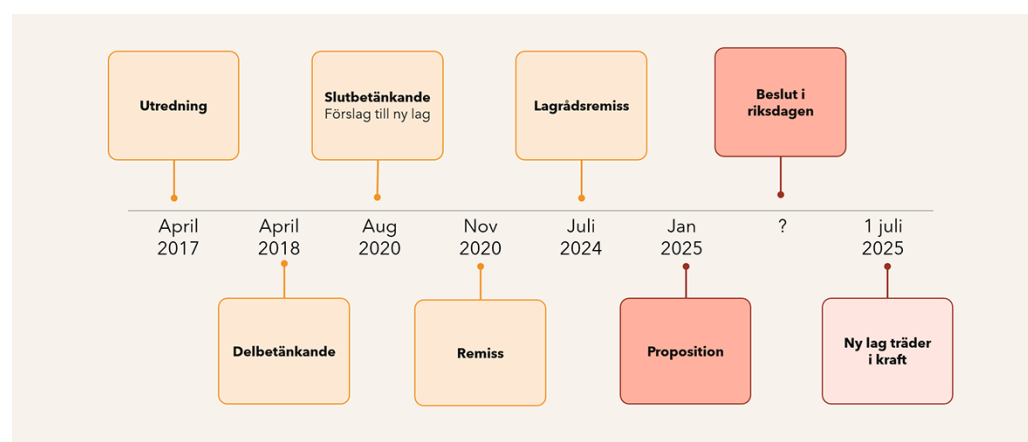 Utredning
Slutbetänkande
Förslag till ny lag
Lagrådsremiss
Beslut i
riksdagen
April
2017
April
2018
Aug
2020
Nov
2020
Juli
2024
Jan
2025
?
1 juli
2025
Delbetänkande
Remiss
Proposition
Ny lag träder
i kraft